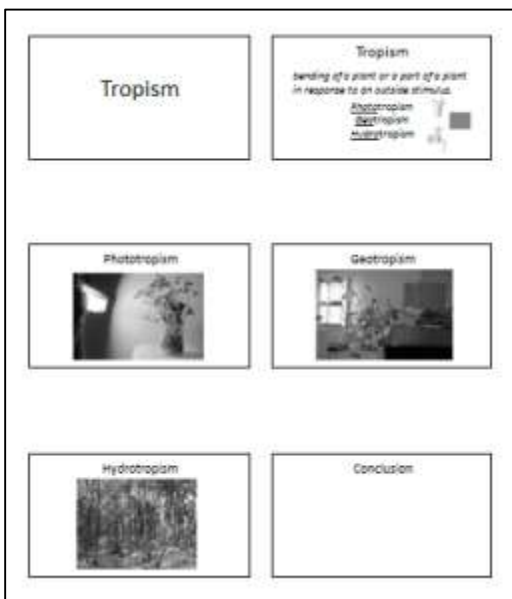 Tropism
Tropism
bending of a plant or a part of a plant
in response to an outside stimulus.
Phototropism
Geotropism
Hydrotropism
Phototropism
Geotropism
Hydrotropism
Conclusion